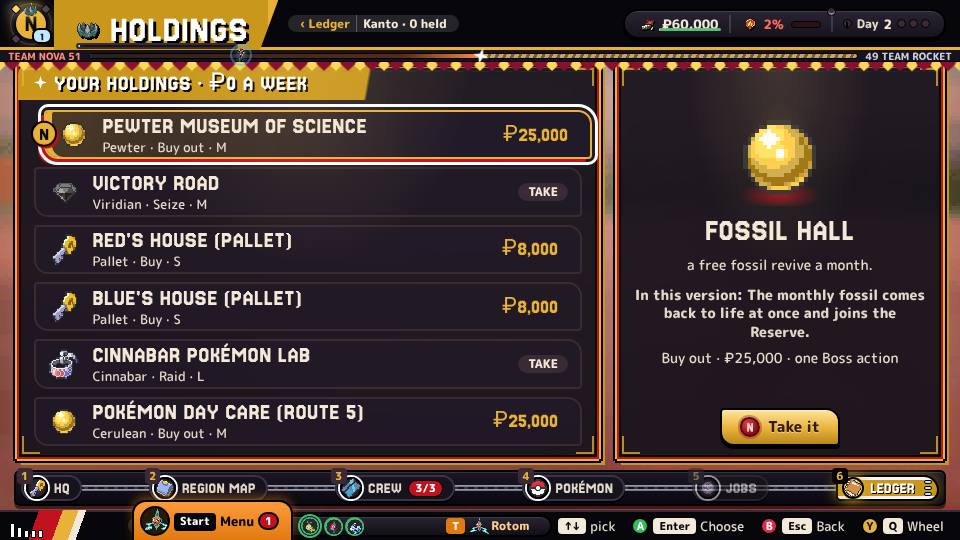 N
1
HOLDINGS
‹ Ledger | Kanto · 0 held
₽60,000
2%
Day 2
TEAM NOVA 51
49 TEAM ROCKET
YOUR HOLDINGS · ₽0 A WEEK
N
PEWTER MUSEUM OF SCIENCE
Pewter · Buy out · M
₽25,000
VICTORY ROAD
Viridian · Seize · M
TAKE
RED'S HOUSE (PALLET)
Pallet · Buy · S
₽8,000
BLUE'S HOUSE (PALLET)
Pallet · Buy · S
₽8,000
CINNABAR POKÉMON LAB
Cinnabar · Raid · L
TAKE
POKÉMON DAY CARE (ROUTE 5)
Cerulean · Buy out · M
₽25,000
FOSSIL HALL
a free fossil revive a month.
In this version: The monthly fossil comes
back to life at once and joins the
Reserve.
Buy out · ₽25,000 · one Boss action
N Take it
1 HQ
2 REGION MAP
3 CREW 3/3
4 POKÉMON
5 JOBS
6 LEDGER
Start Menu 1
T Rotom
↑↓ pick
A Enter Choose
B Esc Back
Y Q Wheel